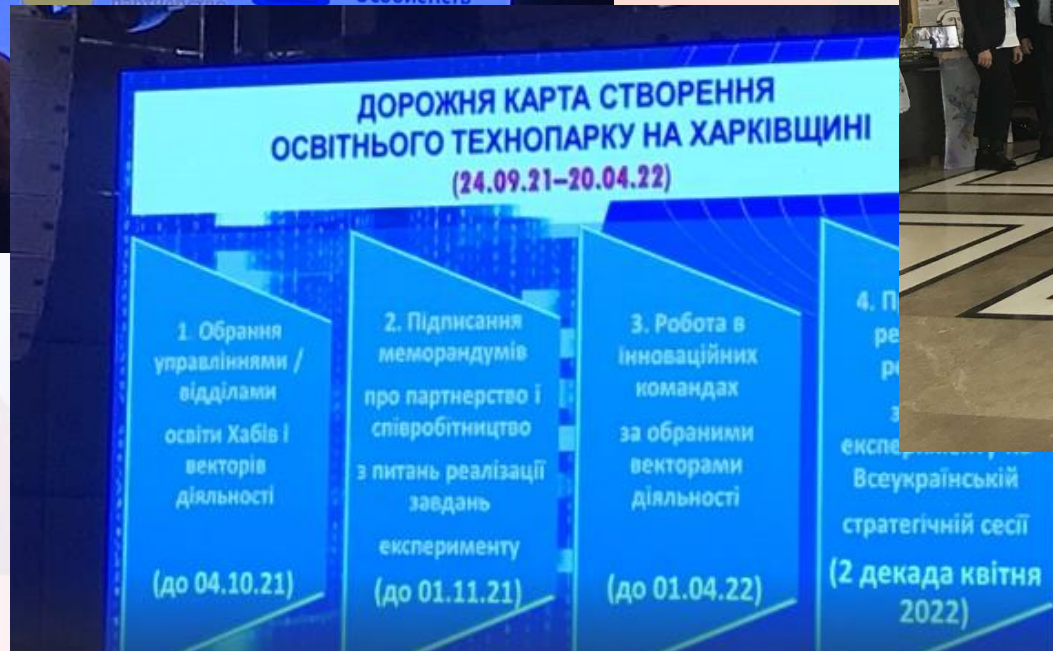 ДОРОЖНЯ КАРТА СТВОРЕННЯ
ОСВІТНЬОГО ТЕХНОПАРКУ НА ХАРКІВЩИНІ
(24.09.21–20.04.22)
1. Обрання
управліннями /
відділами
освіти Хабів і
векторів
діяльності
(до 04.10.21)
2. Підписання
меморандумів
про партнерство і
співробітництво
з питань реалізації
завдань
експерименту
(до 01.11.21)
3. Робота в
інноваційних
командах
за обраними
векторами
діяльності
(до 01.04.22)
4.
Всеукраїнській
стратегічній сесії
(2 декада квітня
2022)